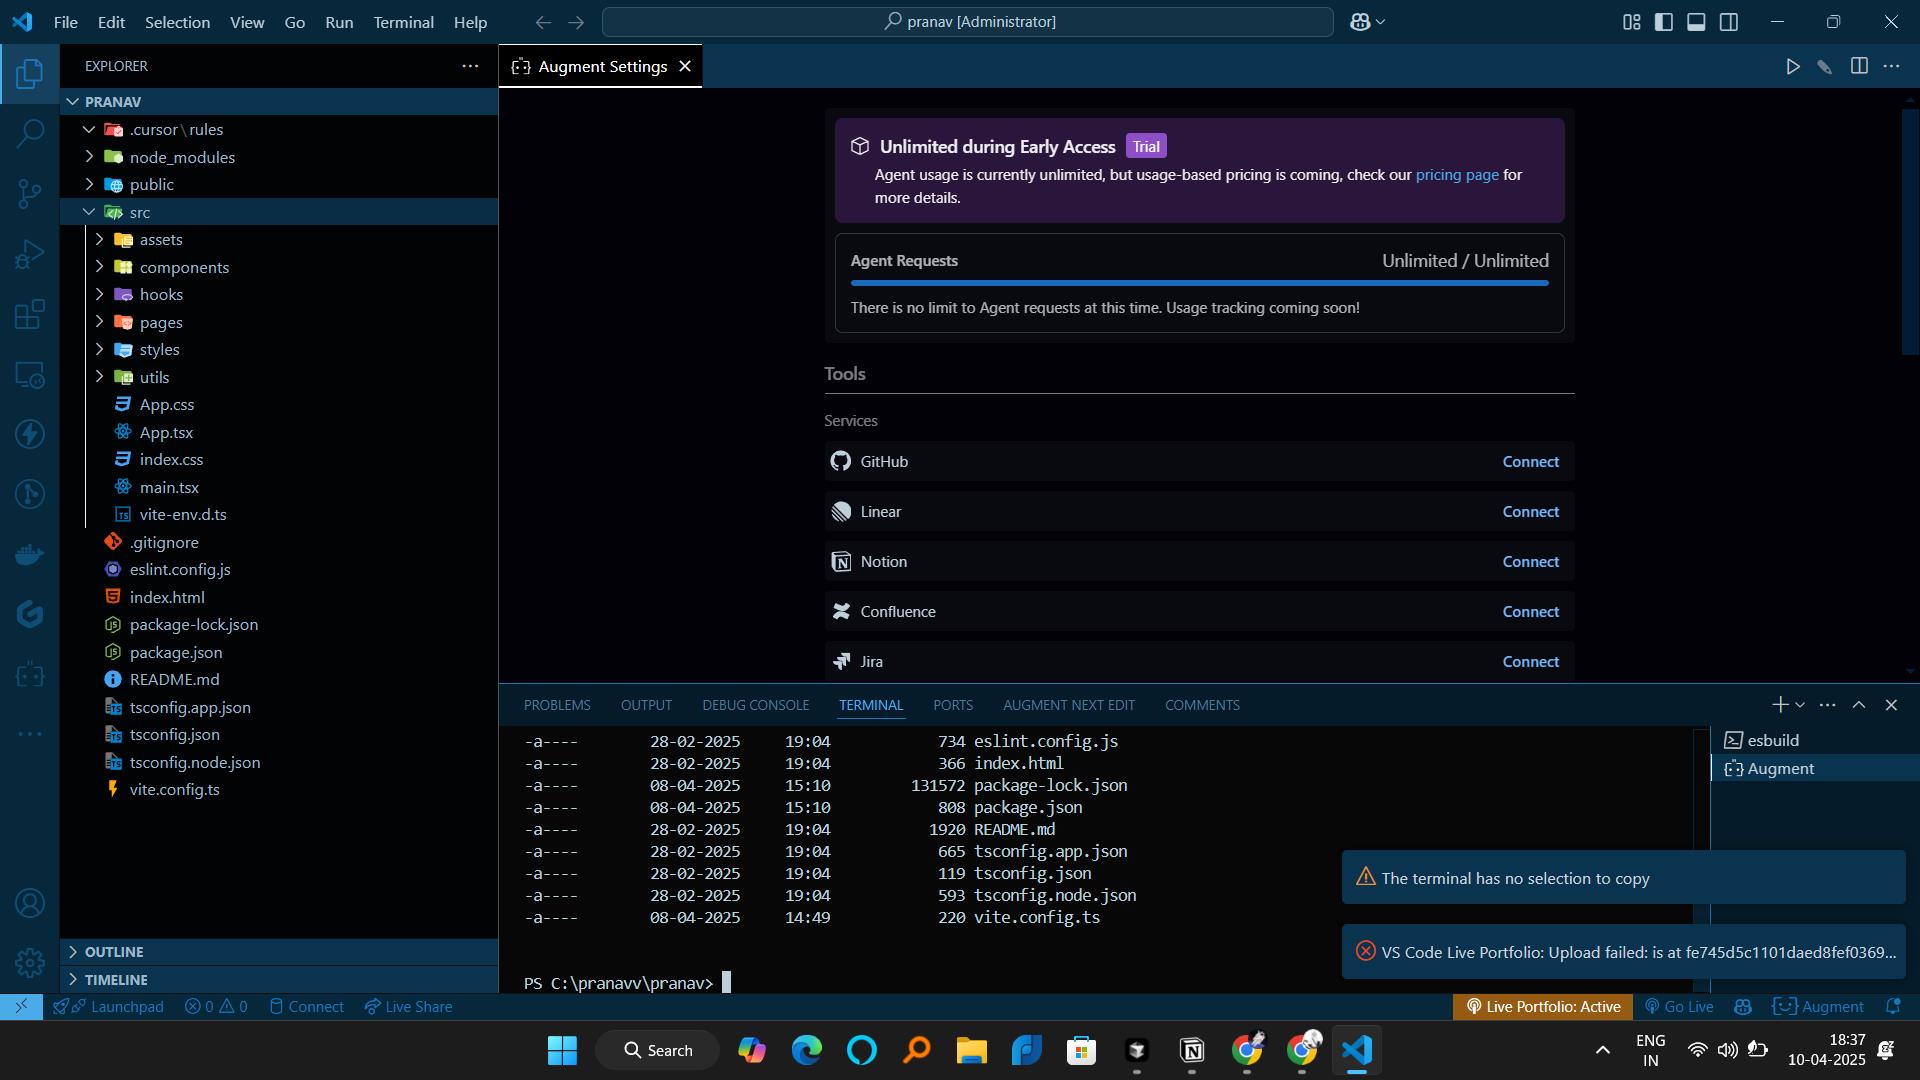 File Edit Selection View Go Run Terminal Help
pranav [Administrator]
EXPLORER
Augment Settings
PRANAV
.cursor\rules
node_modules
public
src
assets
components
hooks
pages
styles
utils
App.css
App.tsx
index.css
main.tsx
vite-env.d.ts
.gitignore
eslint.config.js
index.html
package-lock.json
package.json
README.md
tsconfig.app.json
tsconfig.json
tsconfig.node.json
vite.config.ts
OUTLINE
TIMELINE
Unlimited during Early Access Trial
Agent usage is currently unlimited, but usage-based pricing is coming, check our pricing page for
more details.
Agent Requests Unlimited / Unlimited
There is no limit to Agent requests at this time. Usage tracking coming soon!
Tools
Services
GitHub Connect
Linear Connect
Notion Connect
Confluence Connect
Jira Connect
PROBLEMS OUTPUT DEBUG CONSOLE TERMINAL PORTS AUGMENT NEXT EDIT COMMENTS
-a---- 28-02-2025 19:04 734 eslint.config.js
-a---- 28-02-2025 19:04 366 index.html
-a---- 08-04-2025 15:10 131572 package-lock.json
-a---- 08-04-2025 15:10 808 package.json
-a---- 28-02-2025 19:04 1920 README.md
-a---- 28-02-2025 19:04 665 tsconfig.app.json
-a---- 28-02-2025 19:04 119 tsconfig.json
-a---- 28-02-2025 19:04 593 tsconfig.node.json
-a---- 08-04-2025 14:49 220 vite.config.ts
PS C:\pranavv\pranav>
esbuild
Augment
The terminal has no selection to copy
VS Code Live Portfolio: Upload failed: is at fe745d5c1101daed8fef0369...
Launchpad 0 0 Connect Live Share
Live Portfolio: Active Go Live Augment
Search
ENG
IN
18:37
10-04-2025